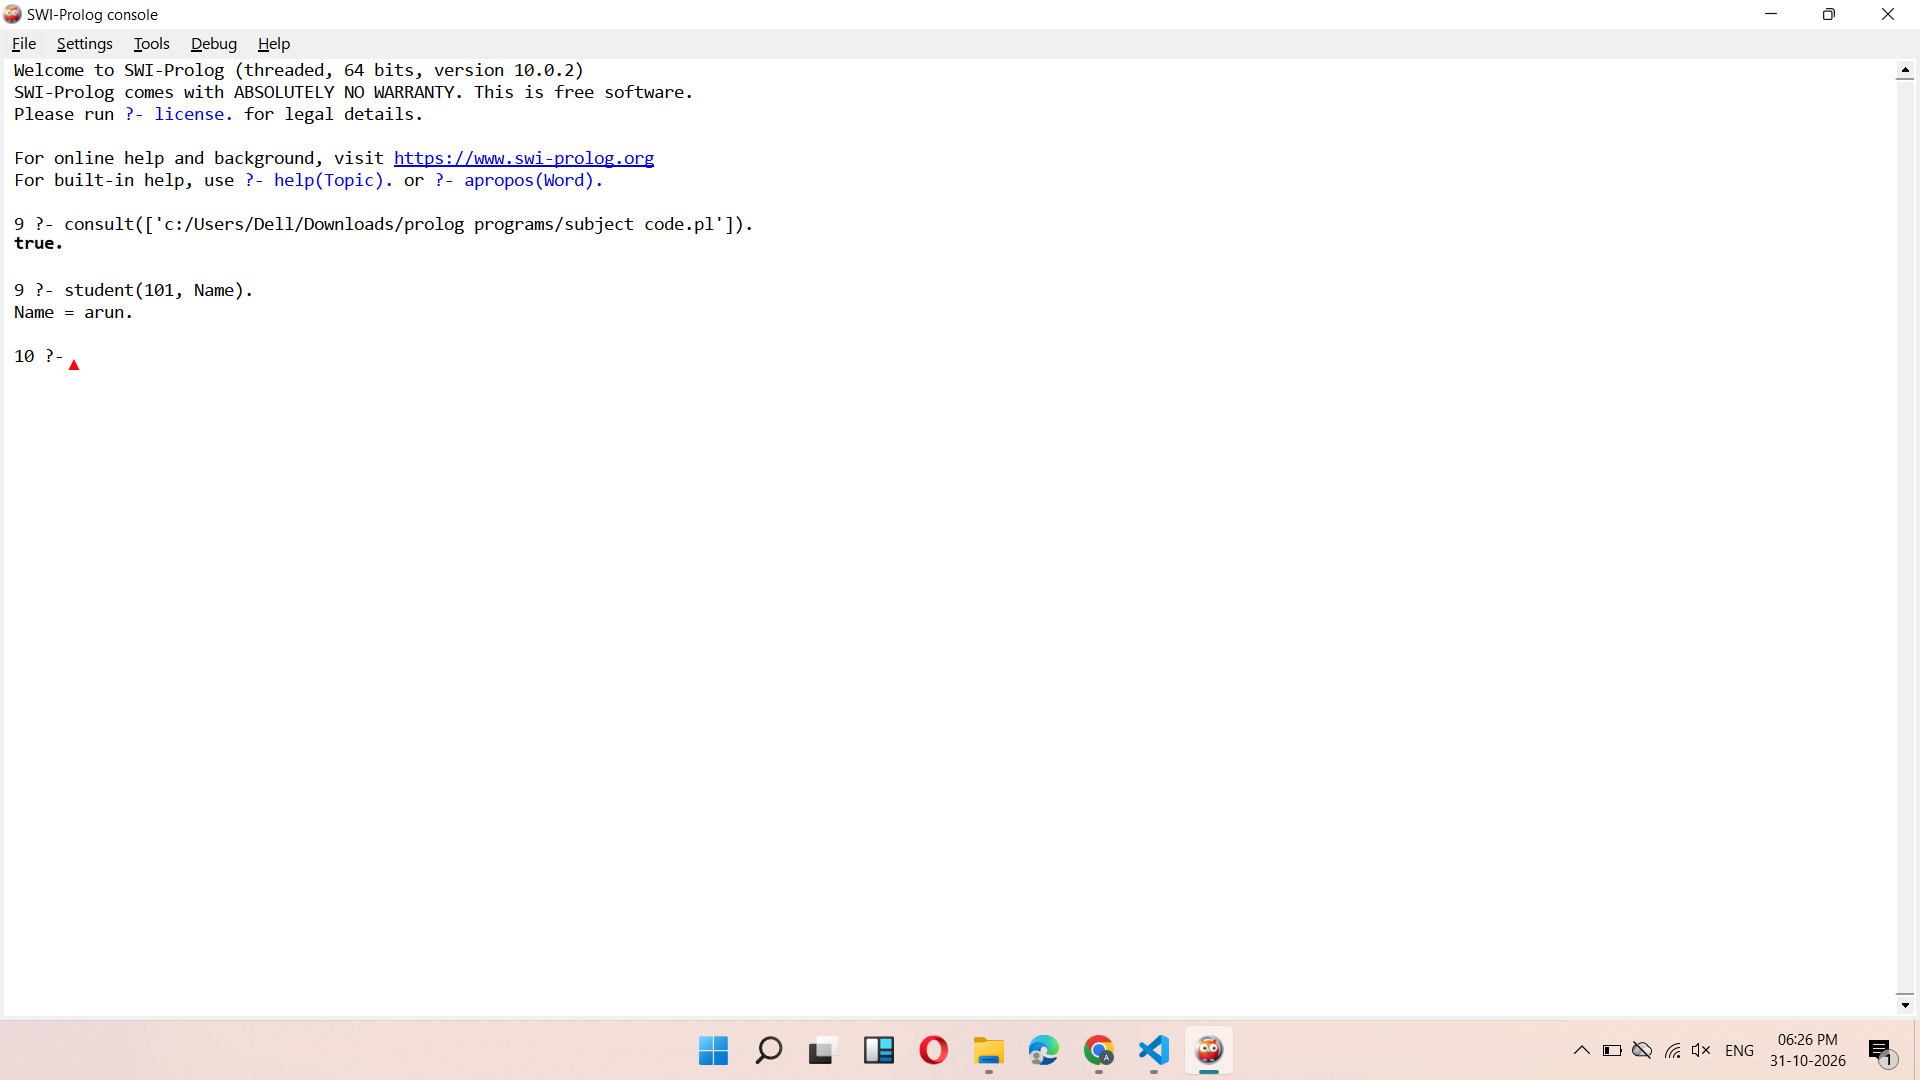 SWI-Prolog console
File Settings Tools Debug Help
Welcome to SWI-Prolog (threaded, 64 bits, version 10.0.2)
SWI-Prolog comes with ABSOLUTELY NO WARRANTY. This is free software.
Please run ?- license. for legal details.
For online help and background, visit https://www.swi-prolog.org
For built-in help, use ?- help(Topic). or ?- apropos(Word).
9 ?- consult(['c:/Users/Dell/Downloads/prolog programs/subject code.pl']).
true.
9 ?- student(101, Name).
Name = arun.
10 ?-
A
ENG
06:26 PM
31-10-2026
1